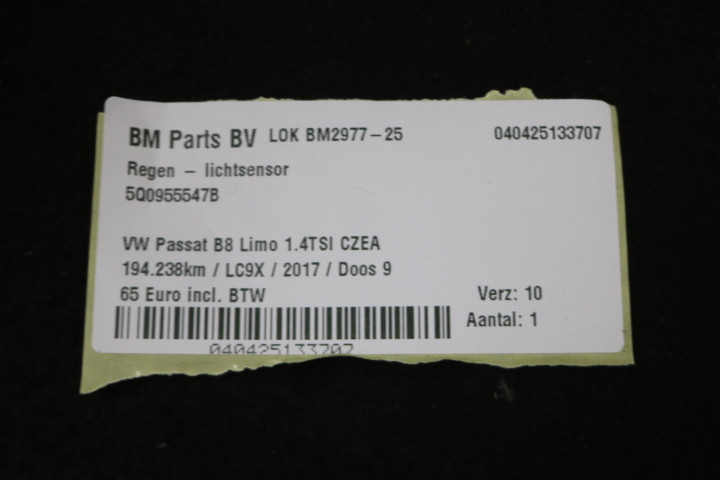 BM Parts BV LOK BM2977-25 040425133707
Regen - lichtsensor
5Q0955547B
VW Passat B8 Limo 1.4TSI CZEA
194.238km / LC9X / 2017 / Doos 9
65 Euro incl. BTW Verz: 10
Aantal: 1
040425133707